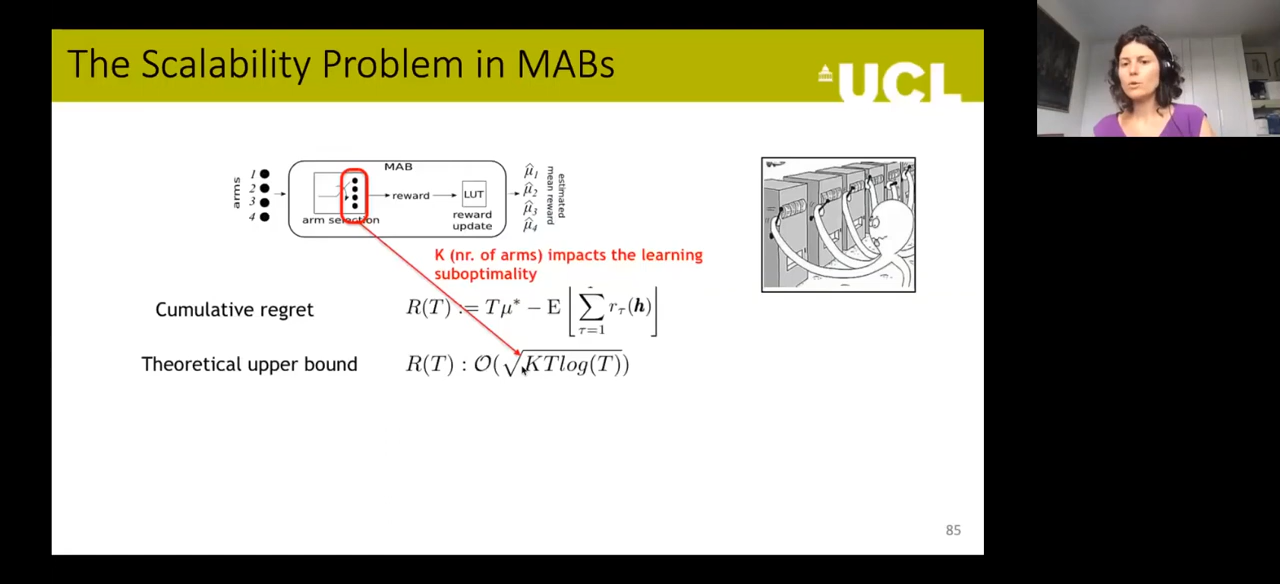 The Scalability Problem in MABs
UCL
MAB
arms
1
2
3
4
arm selection
reward
LUT
reward
update
μ̂1
μ̂2
μ̂3
μ̂4
estimated
mean reward
K (nr. of arms) impacts the learning
suboptimality
Cumulative regret R(T) := Tμ* − E[∑τ=1 rτ(h)]
Theoretical upper bound R(T) : O(√KTlog(T))
85